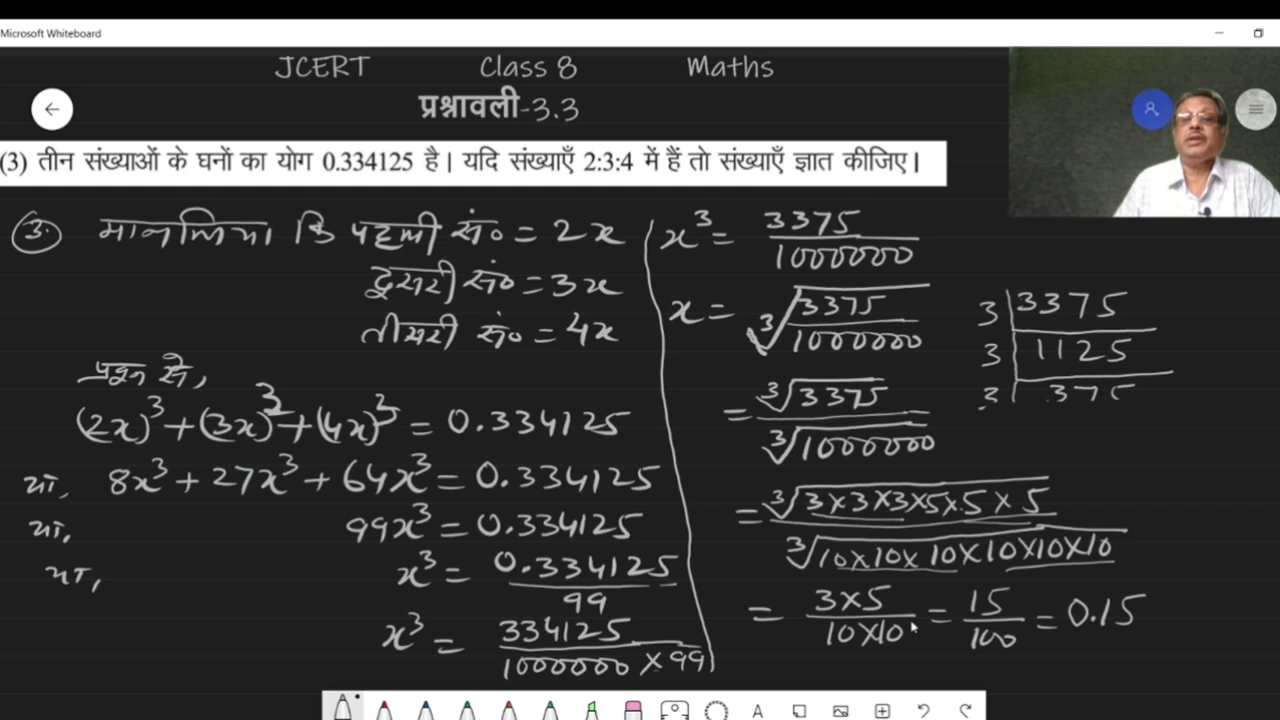 Microsoft Whiteboard
JCERT Class 8 Maths
प्रश्नावली-3.3
(3) तीन संख्याओं के घनों का योग 0.334125 है। यदि संख्याएँ 2:3:4 में हैं तो संख्याएँ ज्ञात कीजिए।
3. मानलिया कि पहली सं० = 2x
दुसरी सं० = 3x
तीसरी सं० = 4x
प्रश्न से,
(2x)³ + (3x)³ + (4x)³ = 0.334125
या, 8x³ + 27x³ + 64x³ = 0.334125
या, 99x³ = 0.334125
या, x³ = 0.334125/99
x³ = 334125/1000000 × 99
x³ = 3375/1000000
x = ∛(3375/1000000)
= ∛3375/∛1000000
= ∛(3×3×3×5×5×5)/∛(10×10×10×10×10×10)
= 3×5/10×10 = 15/100 = 0.15
3 | 3375
3 | 1125
3 | 375